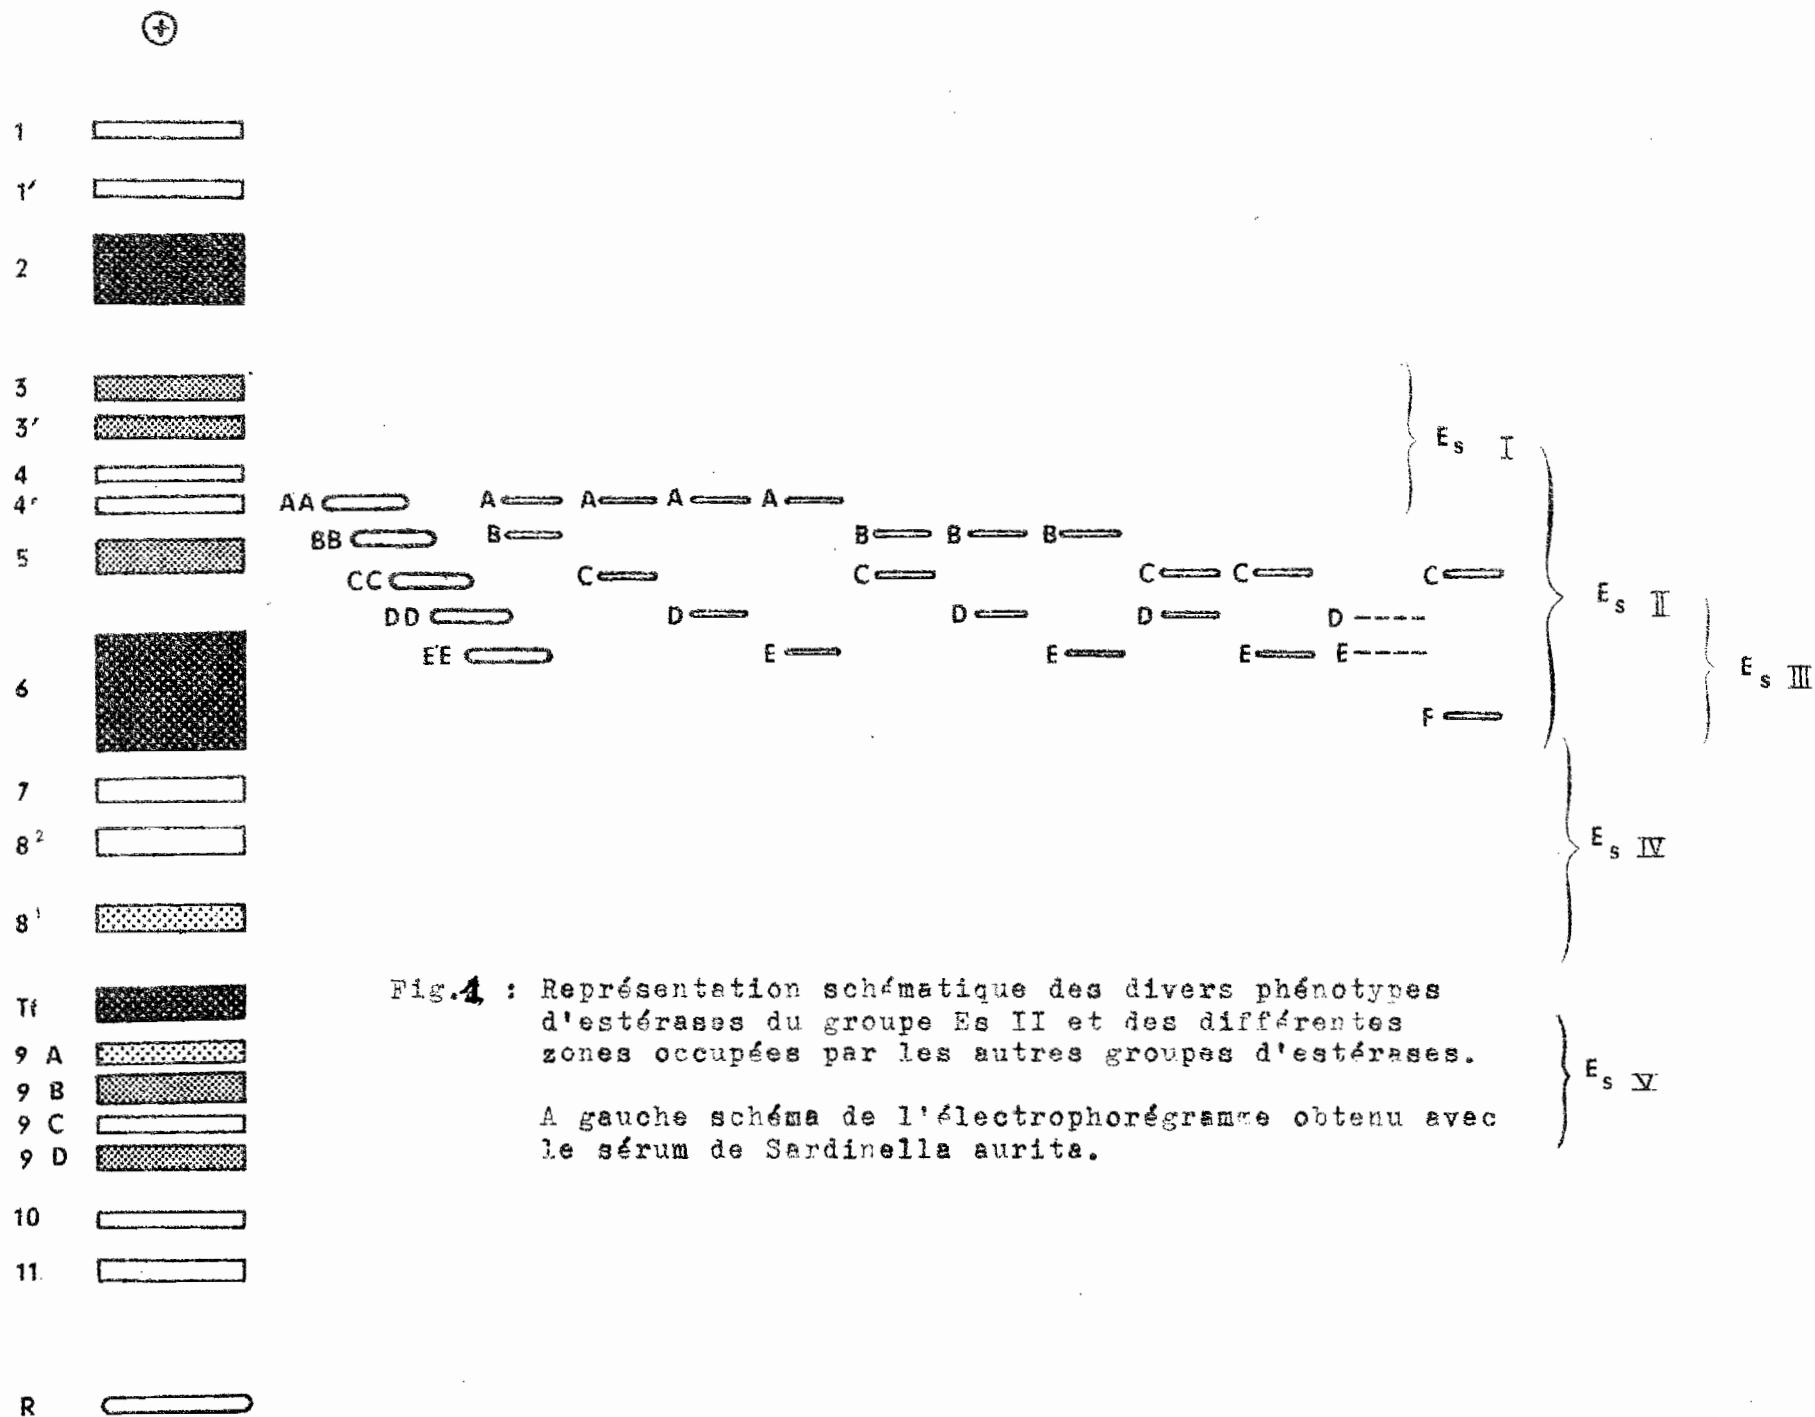 +
1
1′
2
3
3′
4
4′
5
6
7
8²
8¹
Tf
9 A
9 B
9 C
9 D
10
11
R
AA A A A A
BB B B B B
CC C C C C C
DD D D D D
EE E E E E
F
Es I
Es II
Es III
Es IV
Es V
Fig.1 : Représentation schématique des divers phénotypes
d'estérases du groupe Es II et des différentes
zones occupées par les autres groupes d'estérases.
A gauche schéma de l'électrophorégramme obtenu avec
le sérum de Sardinella aurita.